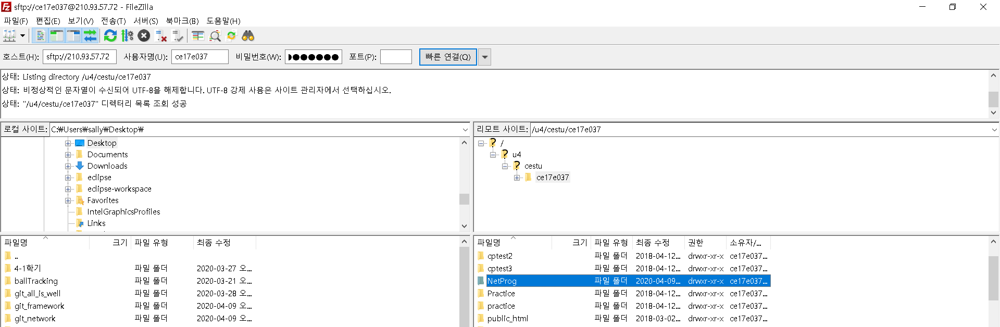 sftp://ce17e037@210.93.57.72 - FileZilla
파일(F) 편집(E) 보기(V) 전송(T) 서버(S) 북마크(B) 도움말(H)
호스트(H): sftp://210.93.57.72 사용자명(U): ce17e037 비밀번호(W): ●●●●●●● 포트(P): 빠른 연결(Q)
상태: Listing directory /u4/cestu/ce17e037
상태: 비정상적인 문자열이 수신되어 UTF-8을 해제합니다. UTF-8 강제 사용은 사이트 관리자에서 선택하십시오.
상태: "/u4/cestu/ce17e037" 디렉터리 목록 조회 성공
로컬 사이트: C:₩Users₩sally₩Desktop₩
Desktop
Documents
Downloads
eclipse
eclipse-workspace
Favorites
IntelGraphicsProfiles
Links
리모트 사이트: /u4/cestu/ce17e037
/
u4
cestu
ce17e037
파일명 크기 파일 유형 최종 수정
..
4-1학기 파일 폴더 2020-03-27 오...
ballTracking 파일 폴더 2020-03-21 오...
git_all_is_well 파일 폴더 2020-03-28 오...
git_framework 파일 폴더 2020-04-09 오...
git_network 파일 폴더 2020-04-09 오...
파일명 크기 파일 유형 최종 수정 권한 소유자/...
cptest2 파일 폴더 2018-04-12... drwxr-xr-x ce17e037...
cptest3 파일 폴더 2018-04-12... drwxr-xr-x ce17e037...
NetProg 파일 폴더 2020-04-09... drwxr-xr-x ce17e037...
Practice 파일 폴더 2018-04-12... drwxr-xr-x ce17e037...
practice 파일 폴더 2018-04-12... drwxr-xr-x ce17e037...
public_html 파일 폴더 2018-03-02... drwxr-xr-x ce17e037...